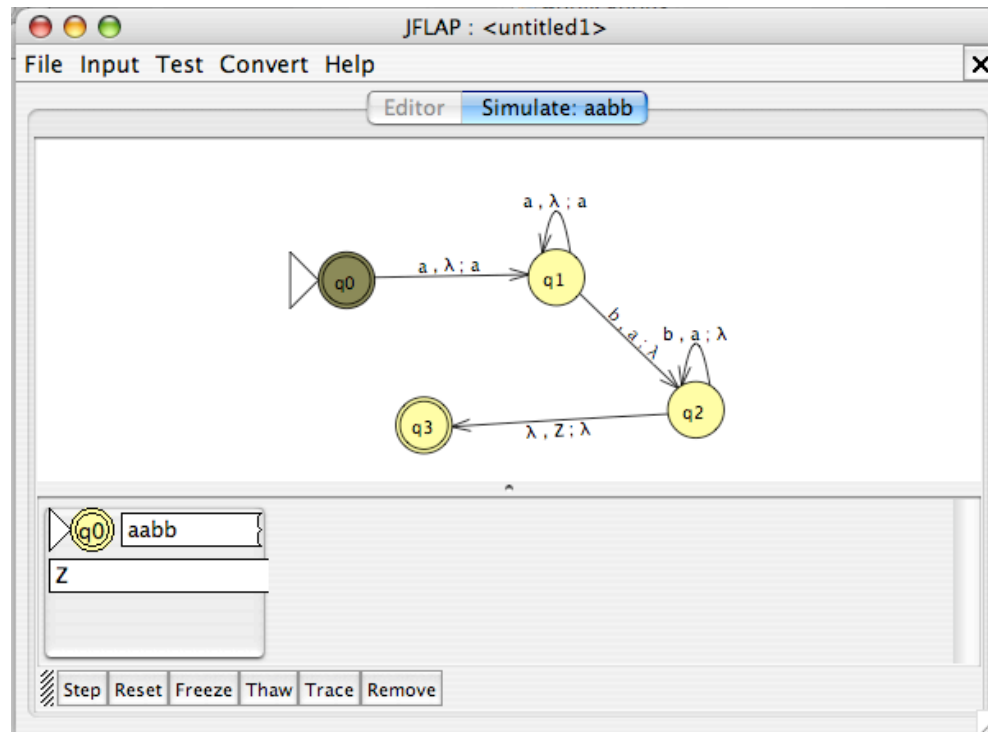 JFLAP : <untitled1>
File Input Test Convert Help
Editor Simulate: aabb
a , λ ; a
q0
a , λ ; a
q1
b , a ; λ
b , a ; λ
q2
q3
λ , Z ; λ
q0 aabb
Z
Step Reset Freeze Thaw Trace Remove